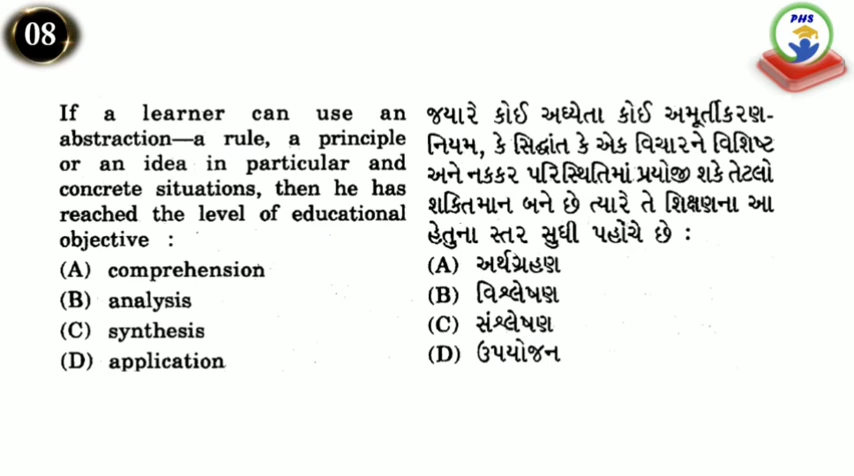 08
PHS
If a learner can use an
abstraction—a rule, a principle
or an idea in particular and
concrete situations, then he has
reached the level of educational
objective :
(A) comprehension
(B) analysis
(C) synthesis
(D) application
જયારે કોઈ અધ્યેતા કોઈ અમૂર્તીકરણ-
નિયમ, કે સિદ્ધાંત કે એક વિચારને વિશિષ્ટ
અને નકકર પરિસ્થિતિમાં પ્રયોજી શકે તેટલો
શકિતમાન બને છે ત્યારે તે શિક્ષણના આ
હેતુના સ્તર સુધી પહોંચે છે :
(A) અર્થગ્રહણ
(B) વિશ્લેષણ
(C) સંશ્લેષણ
(D) ઉપયોજન